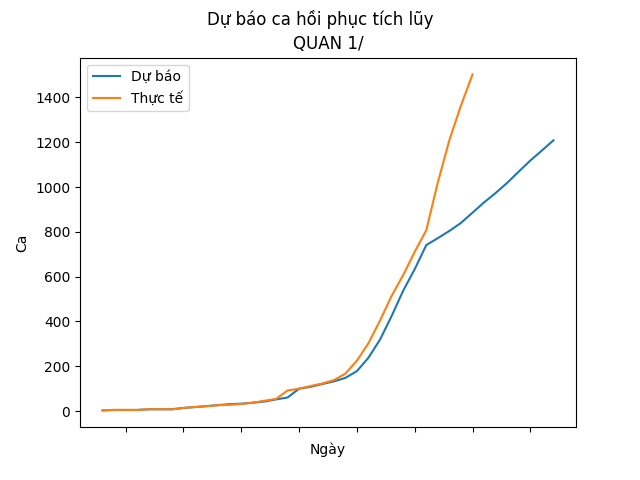 Dự báo ca hồi phục tích lũy
QUAN 1/
Dự báo
Thực tế
1400
1200
1000
800
600
400
200
0
Ca
Ngày